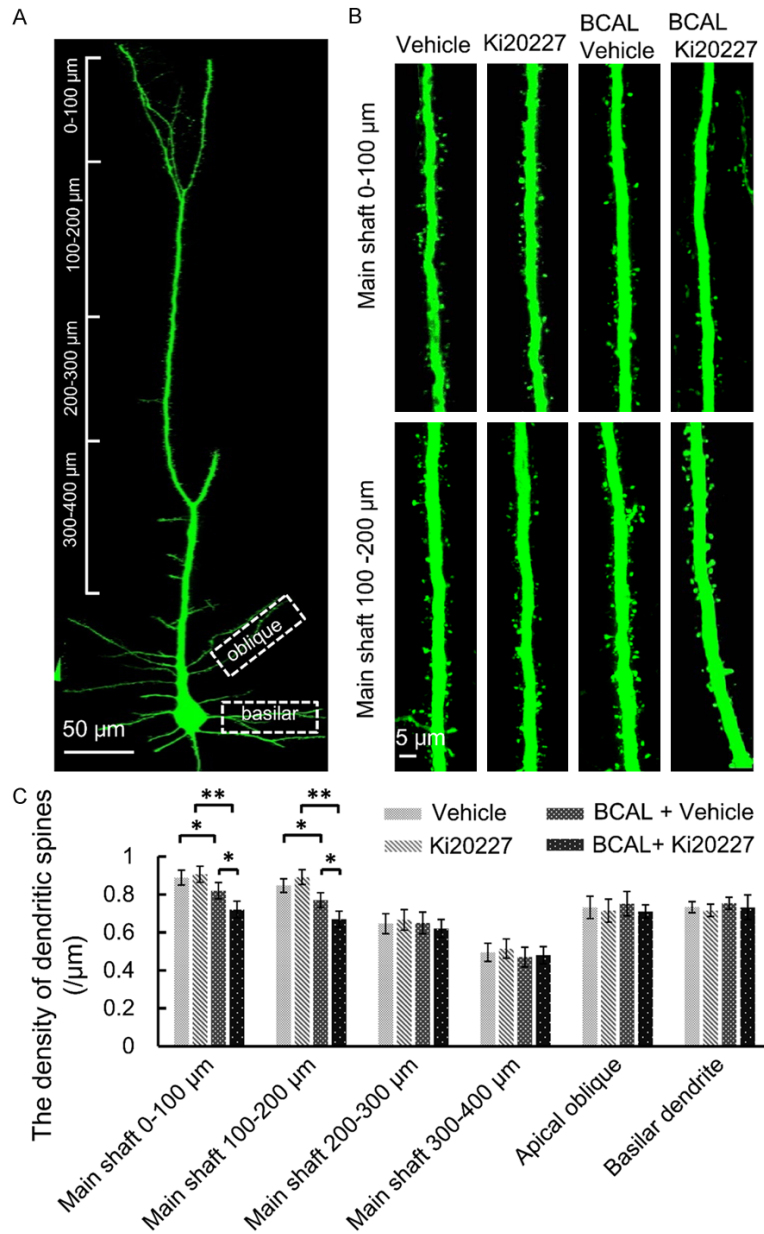 A
0-100 µm
100-200 µm
200-300 µm
300-400 µm
oblique
basilar
50 µm
B
Vehicle
Ki20227
BCAL
Vehicle
BCAL
Ki20227
Main shaft 0-100 µm
Main shaft 100 -200 µm
5 µm
C
Vehicle
Ki20227
BCAL + Vehicle
BCAL+ Ki20227
**
*
*
**
*
*
The density of dendritic spines
(/µm)
1
0.8
0.6
0.4
0.2
0
Main shaft 0-100 µm
Main shaft 100-200 µm
Main shaft 200-300 µm
Main shaft 300-400 µm
Apical oblique
Basilar dendrite